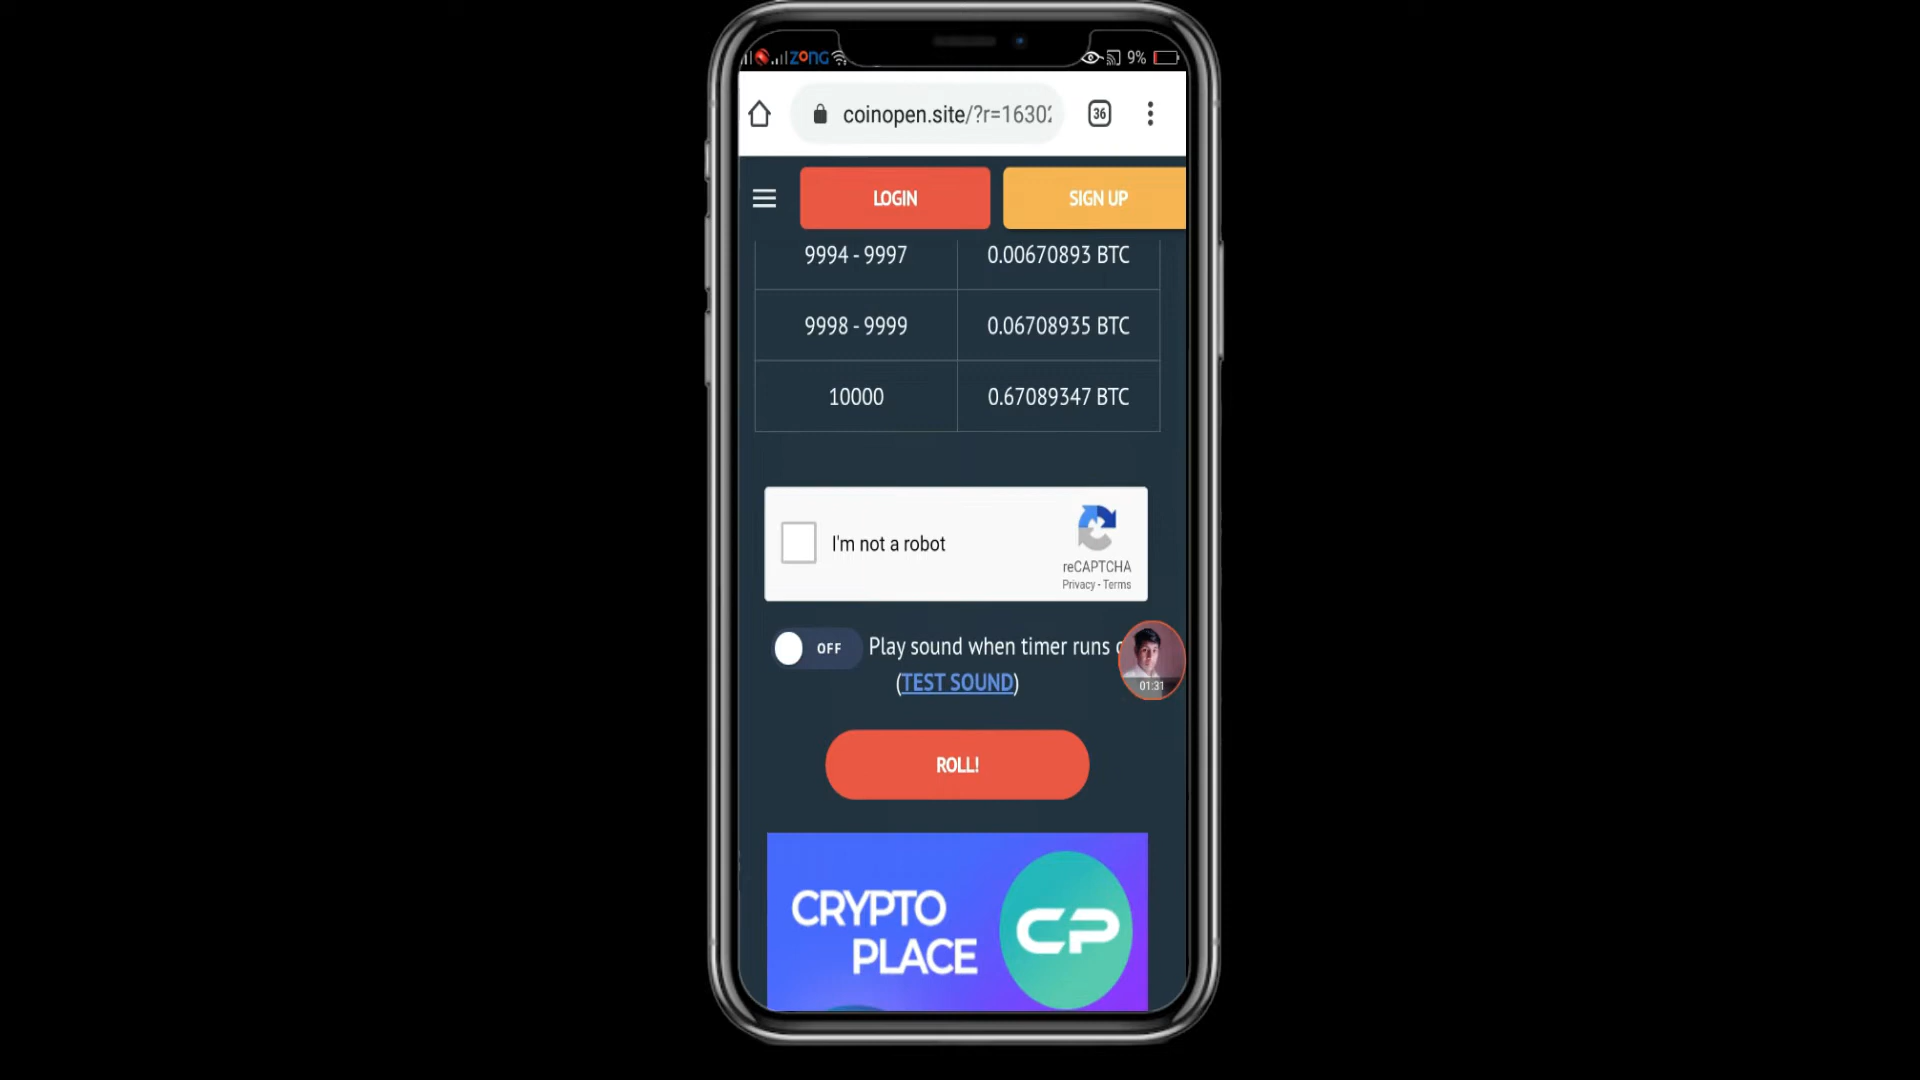 ZONG 9%
coinopen.site/?r=1630
36
LOGIN SIGN UP
9994 - 9997 0.00670893 BTC
9998 - 9999 0.06708935 BTC
10000 0.67089347 BTC
I'm not a robot
reCAPTCHA
Privacy - Terms
OFF Play sound when timer runs
(TEST SOUND)
01:31
ROLL!
CRYPTO
PLACE
CP